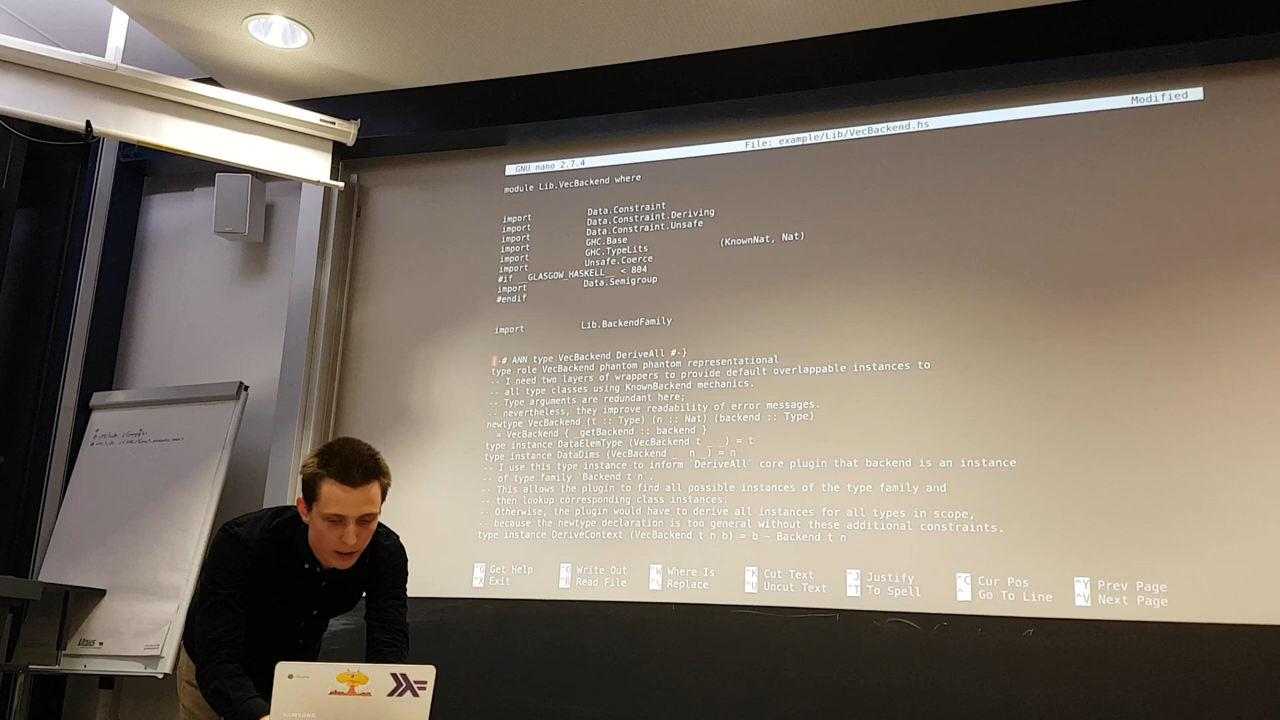 GNU nano 2.7.4 File: example/Lib/VecBackend.hs Modified
module Lib.VecBackend where
import Data.Constraint
import Data.Constraint.Deriving
import Data.Constraint.Unsafe
import GHC.Base
import GHC.TypeLits (KnownNat, Nat)
import Unsafe.Coerce
#if __GLASGOW_HASKELL__ < 804
import Data.Semigroup
#endif
import Lib.BackendFamily
{-# ANN type VecBackend DeriveAll #-}
type role VecBackend phantom phantom representational
-- I need two layers of wrappers to provide default overlappable instances to
-- all type classes using KnownBackend mechanics.
-- Type arguments are redundant here;
-- nevertheless, they improve readability of error messages.
newtype VecBackend (t :: Type) (n :: Nat) (backend :: Type)
= VecBackend { _getBackend :: backend }
type instance DataElemType (VecBackend t _ _) = t
type instance DataDims (VecBackend _ n _) = n
-- I use this type instance to inform `DeriveAll` core plugin that backend is an instance
-- of type family `Backend t n`.
-- This allows the plugin to find all possible instances of the type family and
-- then lookup corresponding class instances.
-- Otherwise, the plugin would have to derive all instances for all types in scope,
-- because the newtype declaration is too general without these additional constraints.
type instance DeriveContext (VecBackend t n b) = b ~ Backend t n
^G Get Help ^O Write Out ^W Where Is ^K Cut Text ^J Justify ^C Cur Pos ^Y Prev Page
^X Exit ^R Read File ^\ Replace ^U Uncut Text ^T To Spell ^_ Go To Line ^V Next Page
SAMSUNG